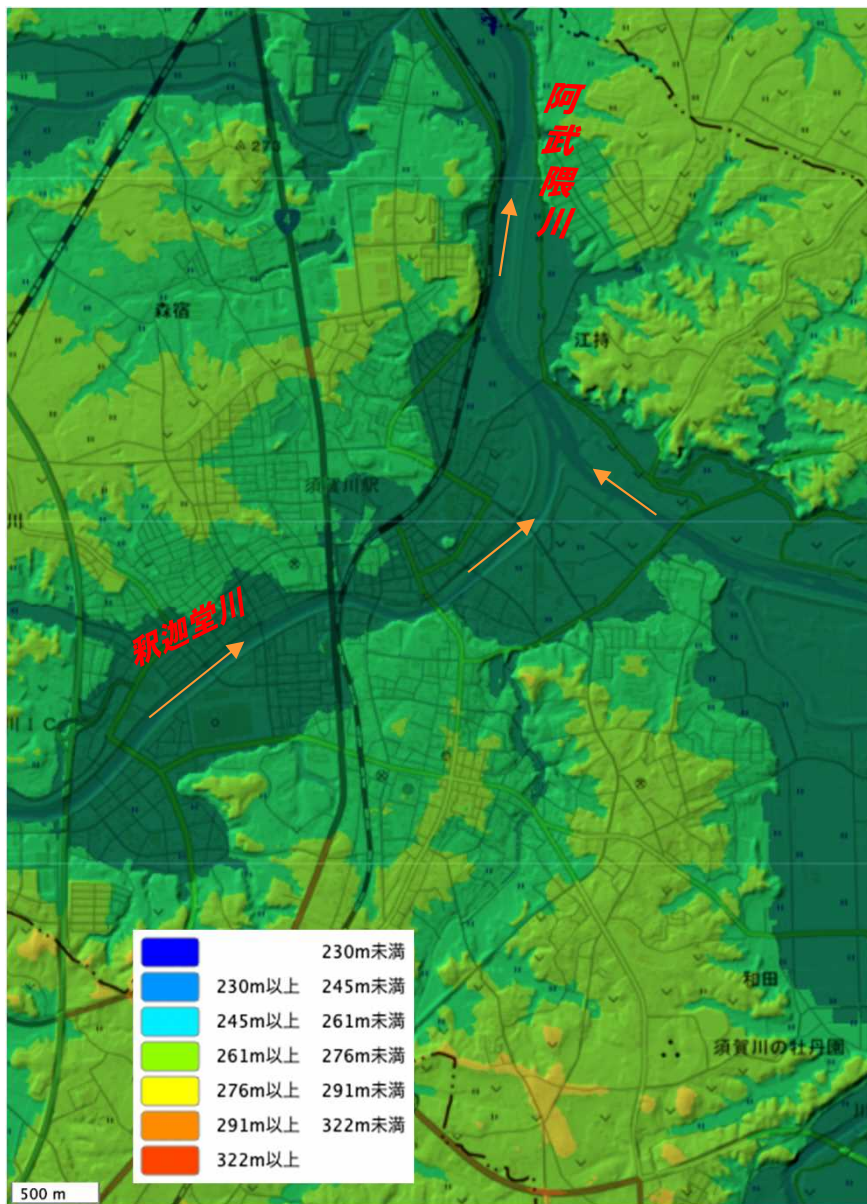 阿武隈川
△270
4
森宿
江持
須賀川駅
川
釈迦堂川
川IC
和田
須賀川の牡丹園
230m未満
230m以上 245m未満
245m以上 261m未満
261m以上 276m未満
276m以上 291m未満
291m以上 322m未満
322m以上
500 m